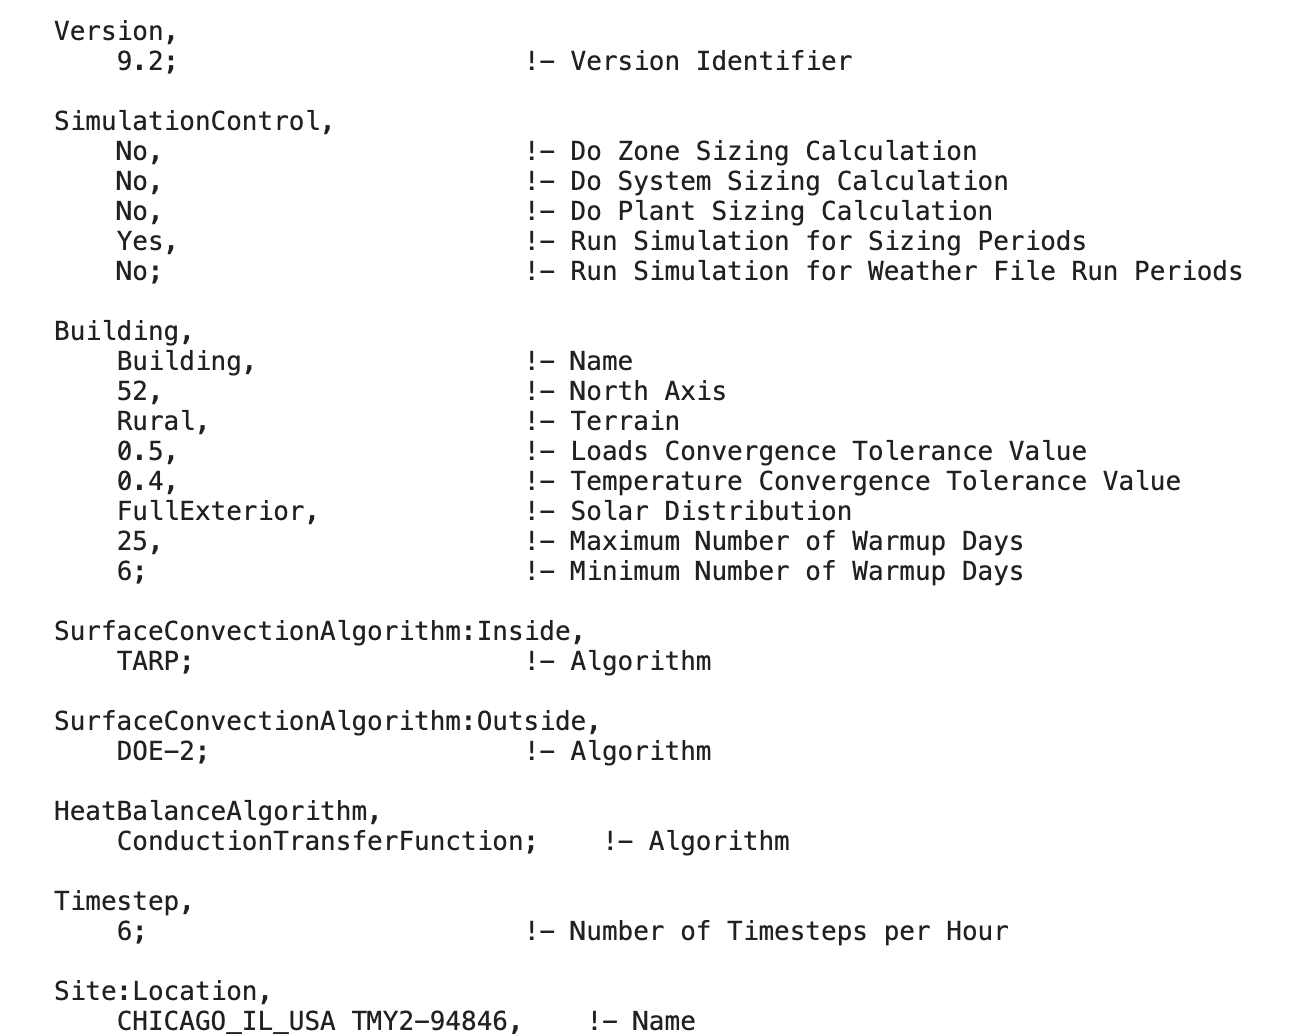 Version,
    9.2;                      !- Version Identifier

SimulationControl,
    No,                       !- Do Zone Sizing Calculation
    No,                       !- Do System Sizing Calculation
    No,                       !- Do Plant Sizing Calculation
    Yes,                      !- Run Simulation for Sizing Periods
    No;                       !- Run Simulation for Weather File Run Periods

Building,
    Building,                 !- Name
    52,                       !- North Axis
    Rural,                    !- Terrain
    0.5,                      !- Loads Convergence Tolerance Value
    0.4,                      !- Temperature Convergence Tolerance Value
    FullExterior,             !- Solar Distribution
    25,                       !- Maximum Number of Warmup Days
    6;                        !- Minimum Number of Warmup Days

SurfaceConvectionAlgorithm:Inside,
    TARP;                     !- Algorithm

SurfaceConvectionAlgorithm:Outside,
    DOE-2;                    !- Algorithm

HeatBalanceAlgorithm,
    ConductionTransferFunction;    !- Algorithm

Timestep,
    6;                        !- Number of Timesteps per Hour

Site:Location,
    CHICAGO_IL_USA TMY2-94846,    !- Name